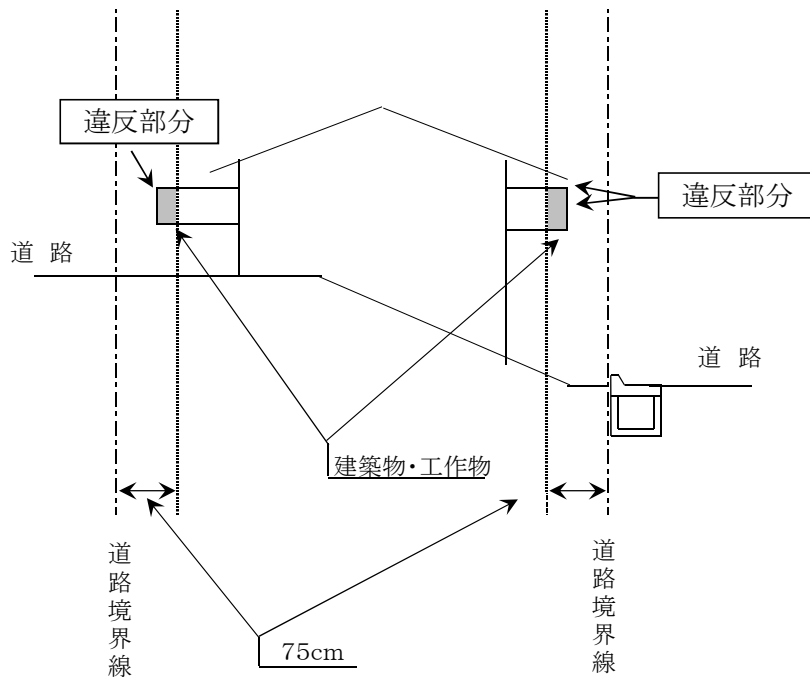 違反部分
違反部分
道 路
道 路
建築物・工作物
道路境界線
道路境界線
75cm